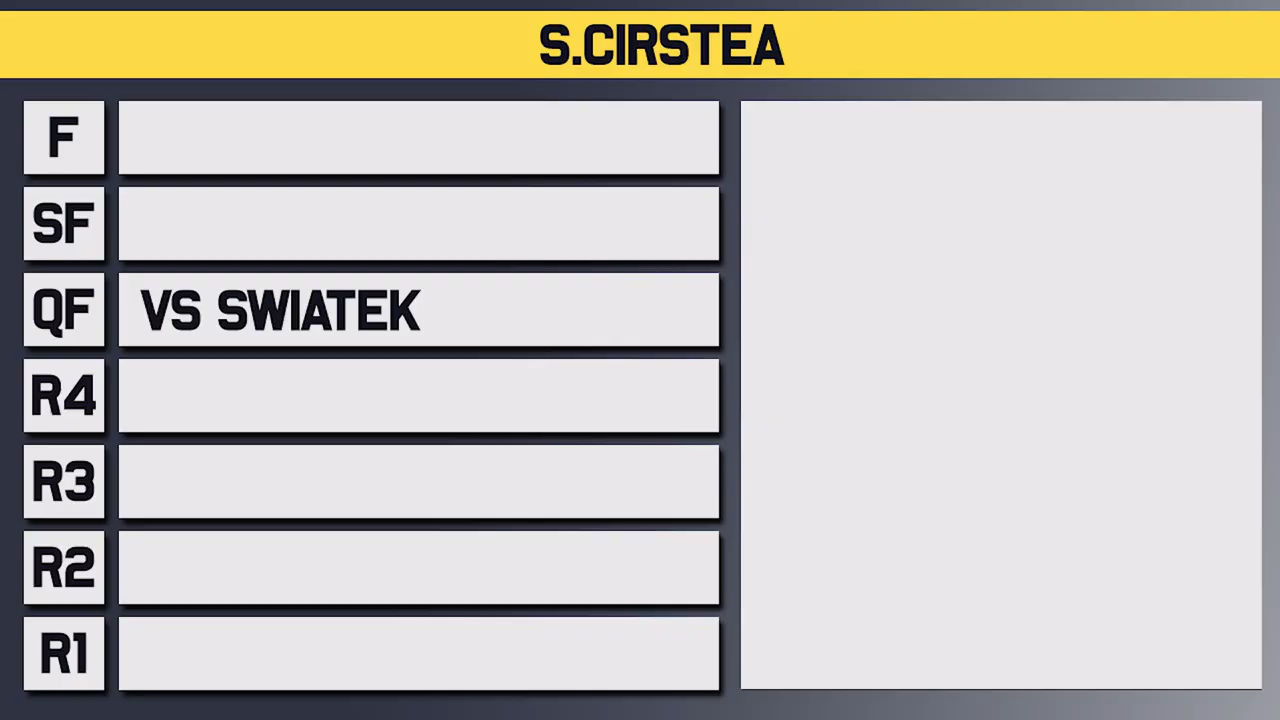 S.CIRSTEA
F
SF
QF VS SWIATEK
R4
R3
R2
R1